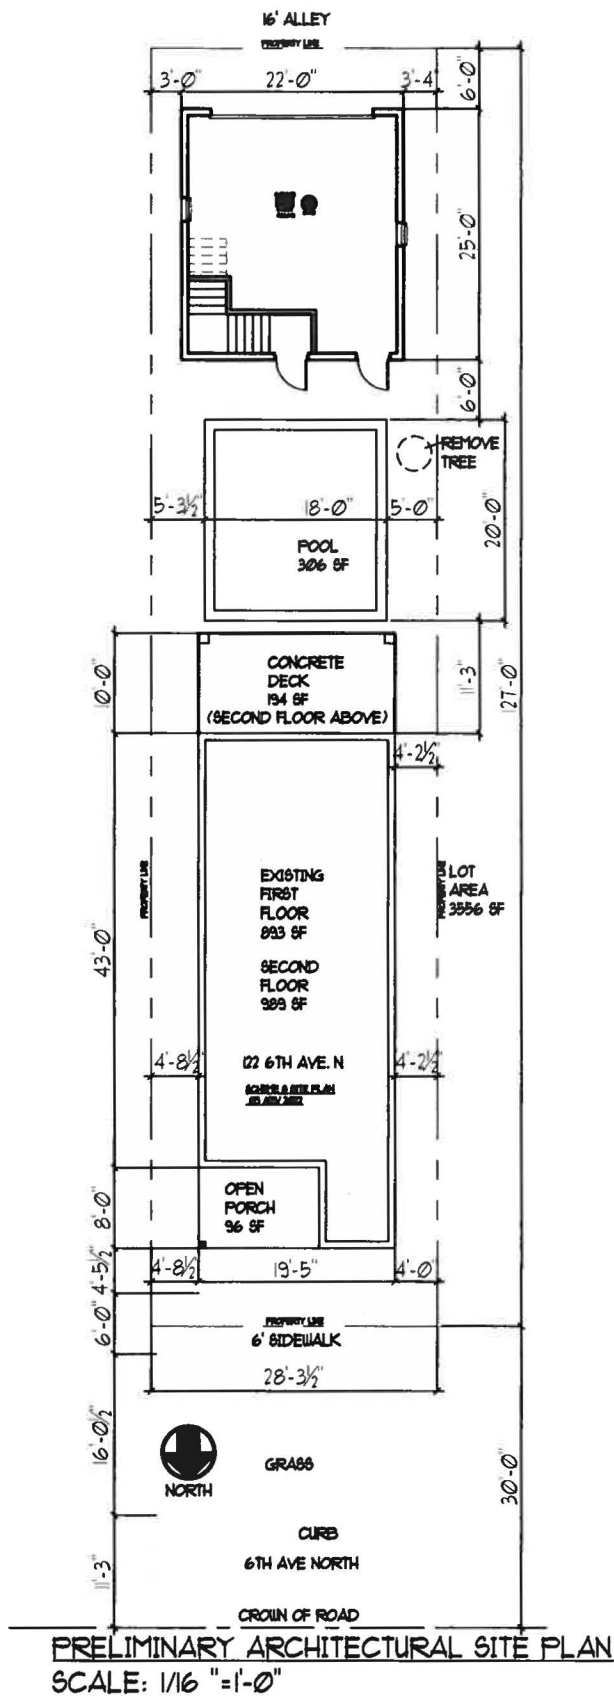 16' ALLEY
PROPERTY LINE
3'-0" 22'-0" 3'-4"
6'-0"
25'-0"
6'-0"
REMOVE
TREE
5'-3½" 18'-0" 5'-0"
20'-0"
POOL
306 SF
10'-0"
CONCRETE
DECK
194 SF
(SECOND FLOOR ABOVE)
11'-3"
127'-0"
4'-2½"
PROPERTY LINE
PROPERTY LINE
LOT
AREA
3556 SF
EXISTING
FIRST
FLOOR
893 SF
43'-0"
SECOND
FLOOR
989 SF
122 6TH AVE. N
4'-8½" 4'-2½"
SCHEME B SITE PLAN
OPEN
PORCH
96 SF
8'-0"
4'-8½" 19'-5" 4'-0"
4'-5½"
PROPERTY LINE
6'-0"
6' SIDEWALK
28'-3½"
16'-0½"
NORTH
GRASS
30'-0"
CURB
6TH AVE NORTH
11'-3"
CROWN OF ROAD
PRELIMINARY ARCHITECTURAL SITE PLAN
SCALE: 1/16 "=1'-0"